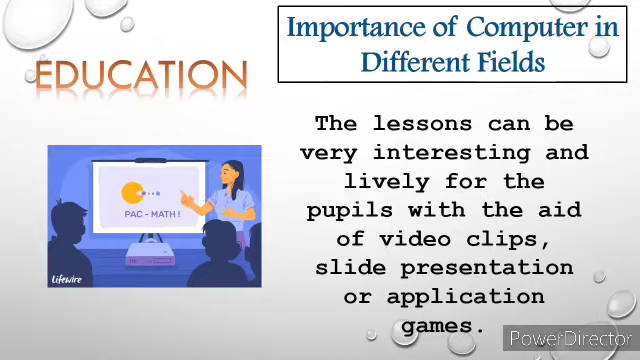 Importance of Computer in
Different Fields
EDUCATION
The lessons can be
very interesting and
lively for the
pupils with the aid
of video clips,
slide presentation
or application
games.
PAC - MATH !
Lifewire
PowerDirector